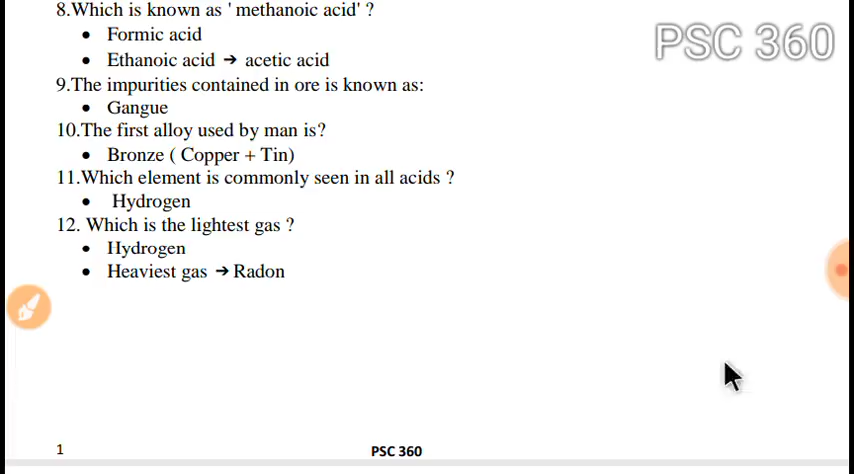 8.Which is known as ' methanoic acid' ?
PSC 360
• Formic acid
• Ethanoic acid → acetic acid
9.The impurities contained in ore is known as:
• Gangue
10.The first alloy used by man is?
• Bronze ( Copper + Tin)
11.Which element is commonly seen in all acids ?
• Hydrogen
12. Which is the lightest gas ?
• Hydrogen
• Heaviest gas → Radon
1
PSC 360